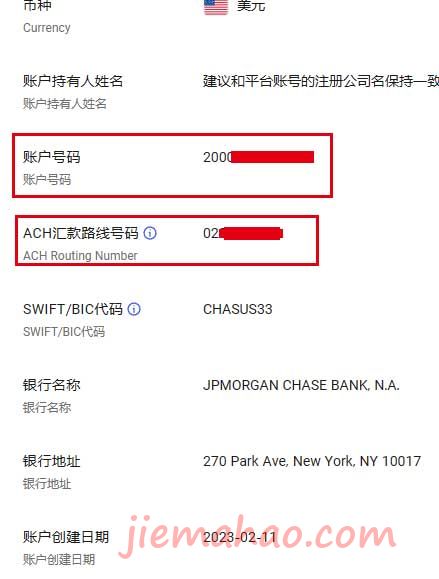 币种 美元
Currency
账户持有人姓名 建议和平台账号的注册公司名保持一致
账户持有人姓名
账户号码 2000
账户号码
ACH汇款路线号码 02
ACH Routing Number
SWIFT/BIC代码 CHASUS33
SWIFT/BIC代码
银行名称 JPMORGAN CHASE BANK, N.A.
银行名称
银行地址 270 Park Ave, New York, NY 10017
银行地址
账户创建日期 2023-02-11
jiemahao.com
账户创建日期